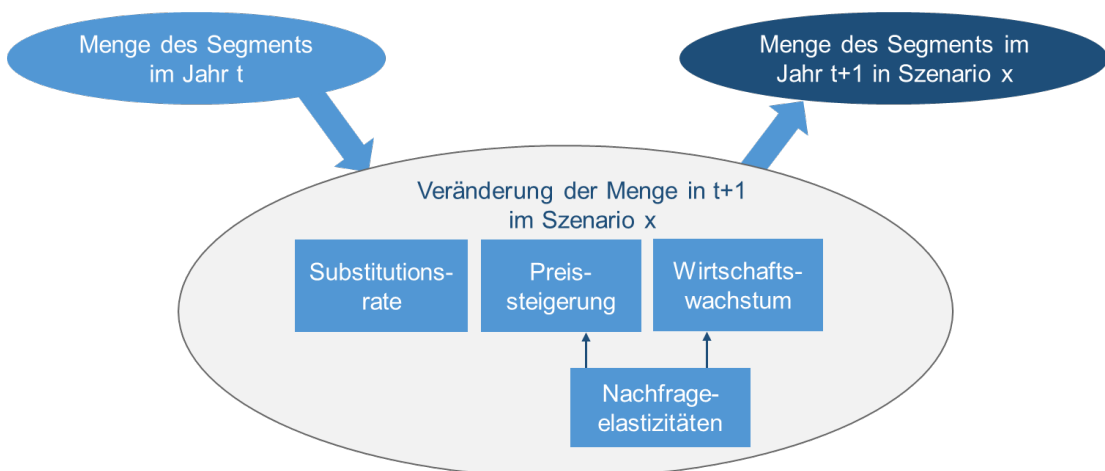 Menge des Segments
im Jahr t
Menge des Segments im
Jahr t+1 in Szenario x
Veränderung der Menge in t+1
im Szenario x
Substitutions-
rate
Preis-
steigerung
Wirtschafts-
wachstum
Nachfrage-
elastizitäten